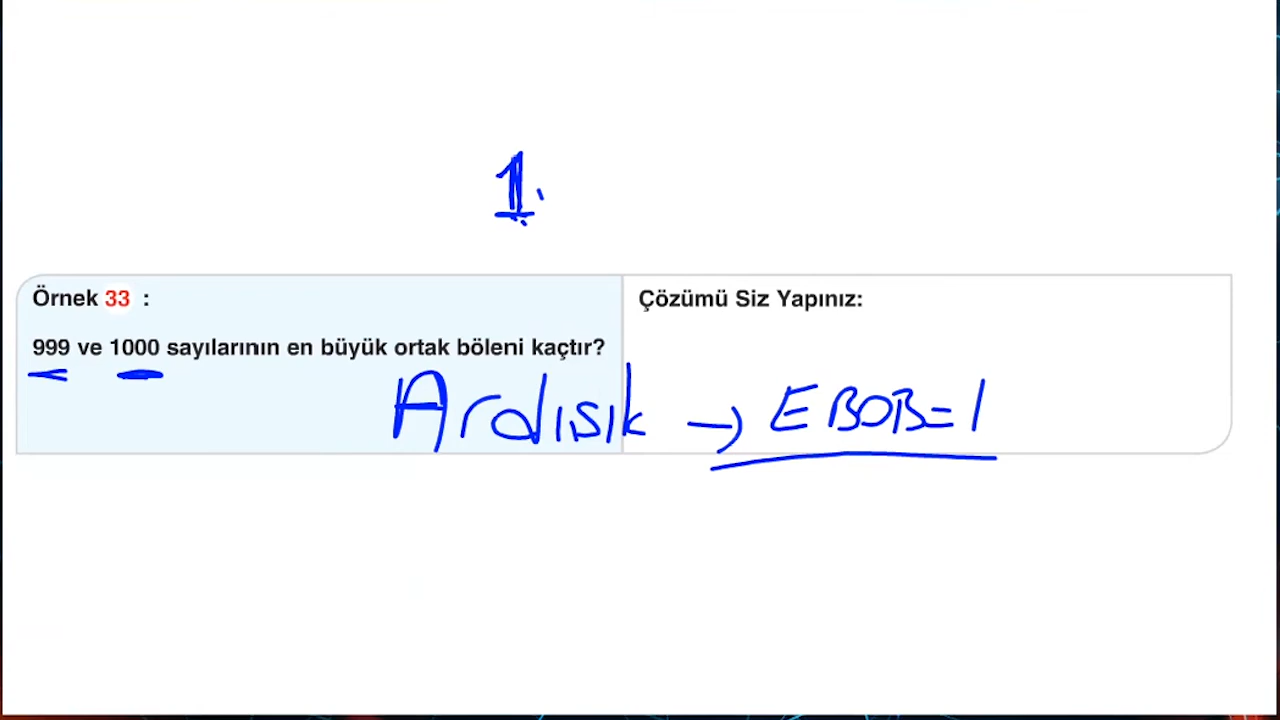 1.
Örnek 33 :
Çözümü Siz Yapınız:
999 ve 1000 sayılarının en büyük ortak böleni kaçtır?
Ardısık → EBOB=1